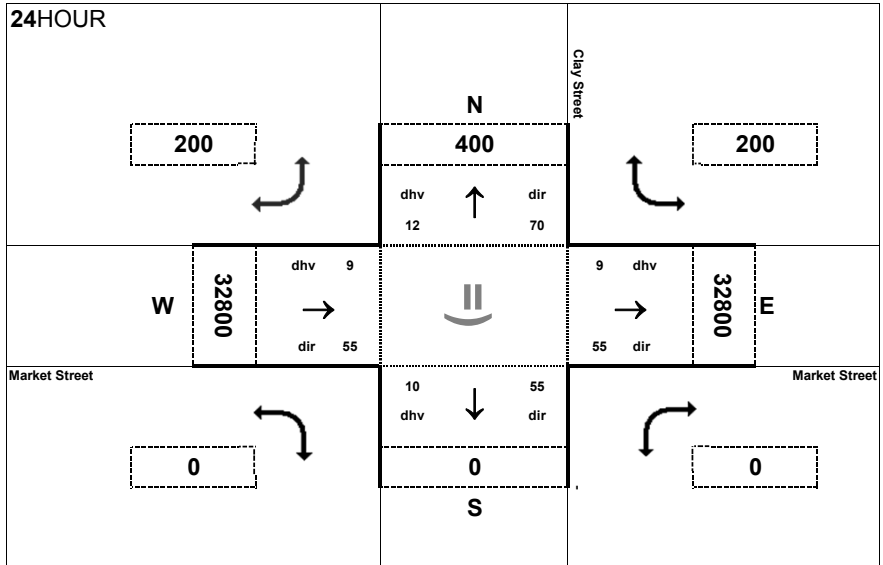 24HOUR
Clay Street
N
200
400
200
dhv
dir
12
70
dhv 9
9 dhv
W
32800
32800
E
dir 55
55 dir
Market Street
Market Street
10
55
dhv
dir
0
0
0
S